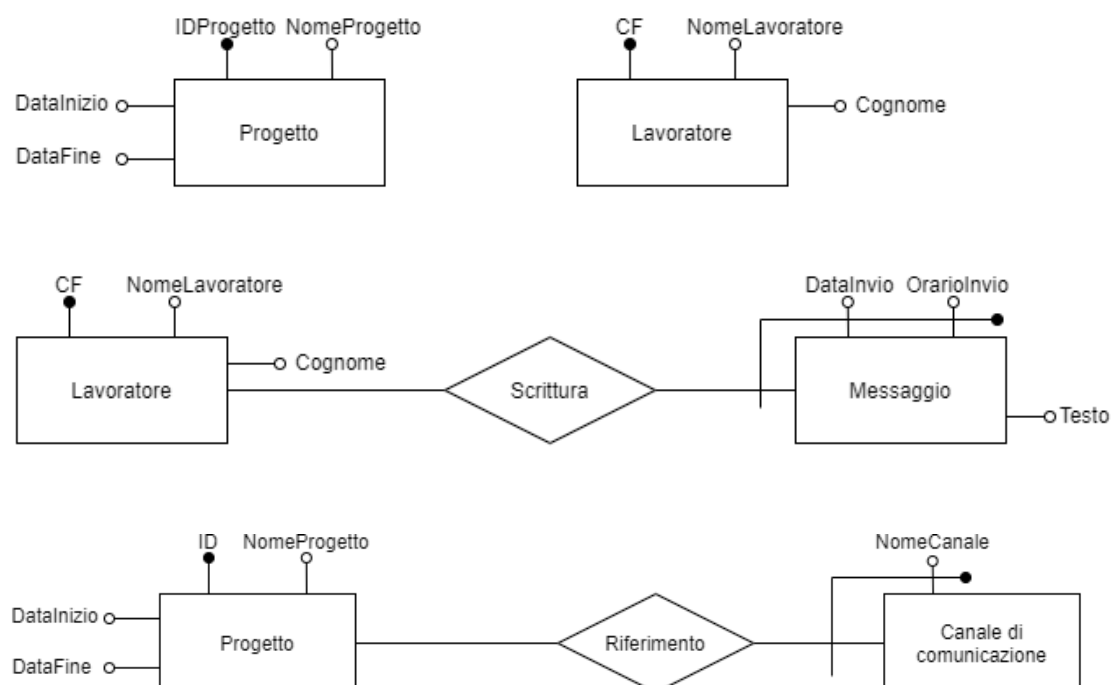 IDProgetto NomeProgetto
CF NomeLavoratore
DataInizio
Cognome
Progetto
Lavoratore
DataFine
CF NomeLavoratore
DataInvio OrarioInvio
Cognome
Lavoratore
Scrittura
Messaggio
Testo
ID NomeProgetto
NomeCanale
DataInizio
Progetto
Riferimento
Canale di
comunicazione
DataFine